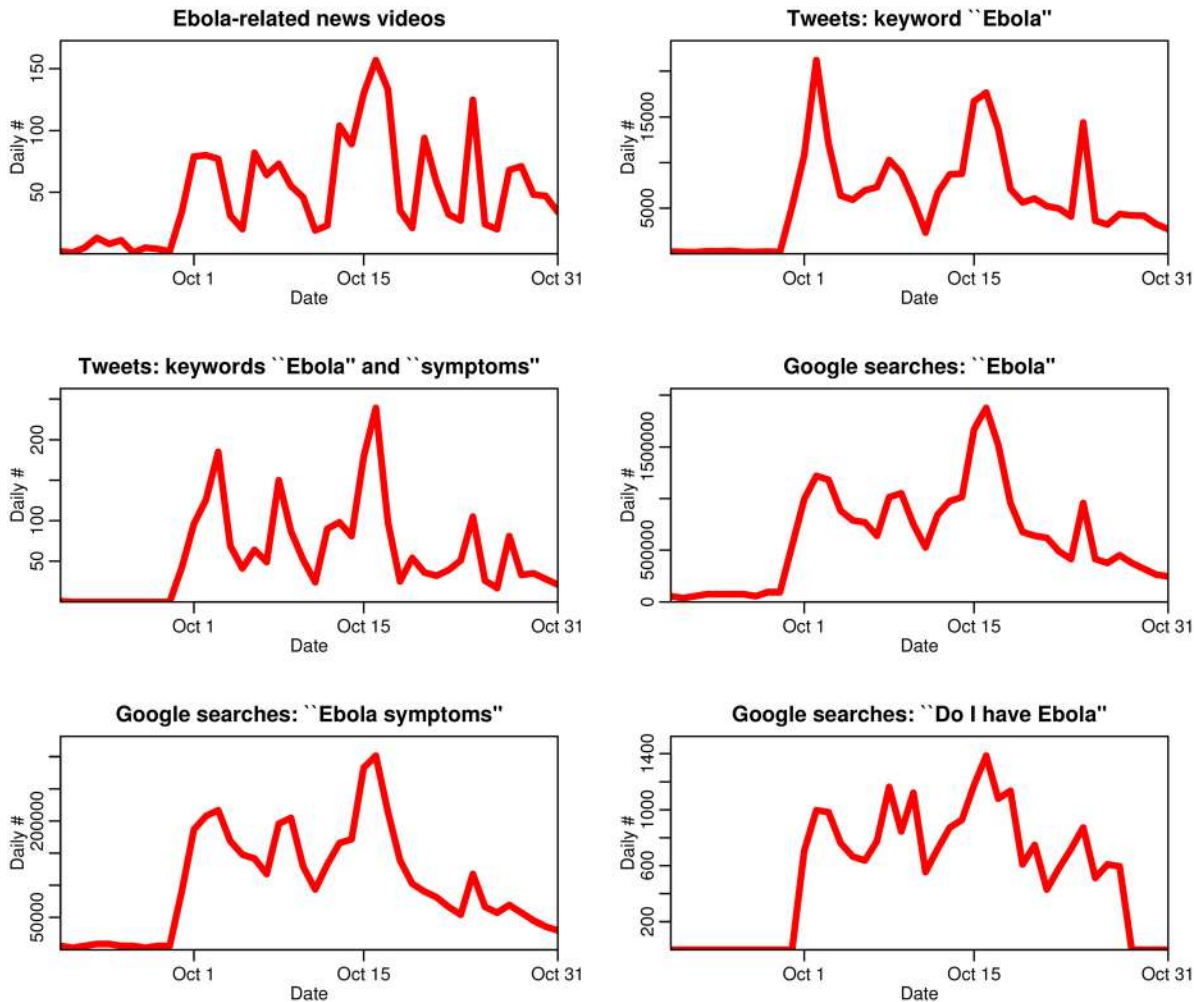 Ebola-related news videos
Daily #
150
100
50
Oct 1
Oct 15
Oct 31
Date
Tweets: keyword ``Ebola"
Daily #
15000
5000
Oct 1
Oct 15
Oct 31
Date
Tweets: keywords ``Ebola" and ``symptoms"
Daily #
200
100
50
Oct 1
Oct 15
Oct 31
Date
Google searches: ``Ebola"
Daily #
1500000
500000
0
Oct 1
Oct 15
Oct 31
Date
Google searches: ``Ebola symptoms"
Daily #
200000
50000
Oct 1
Oct 15
Oct 31
Date
Google searches: ``Do I have Ebola"
Daily #
1400
1000
600
200
Oct 1
Oct 15
Oct 31
Date